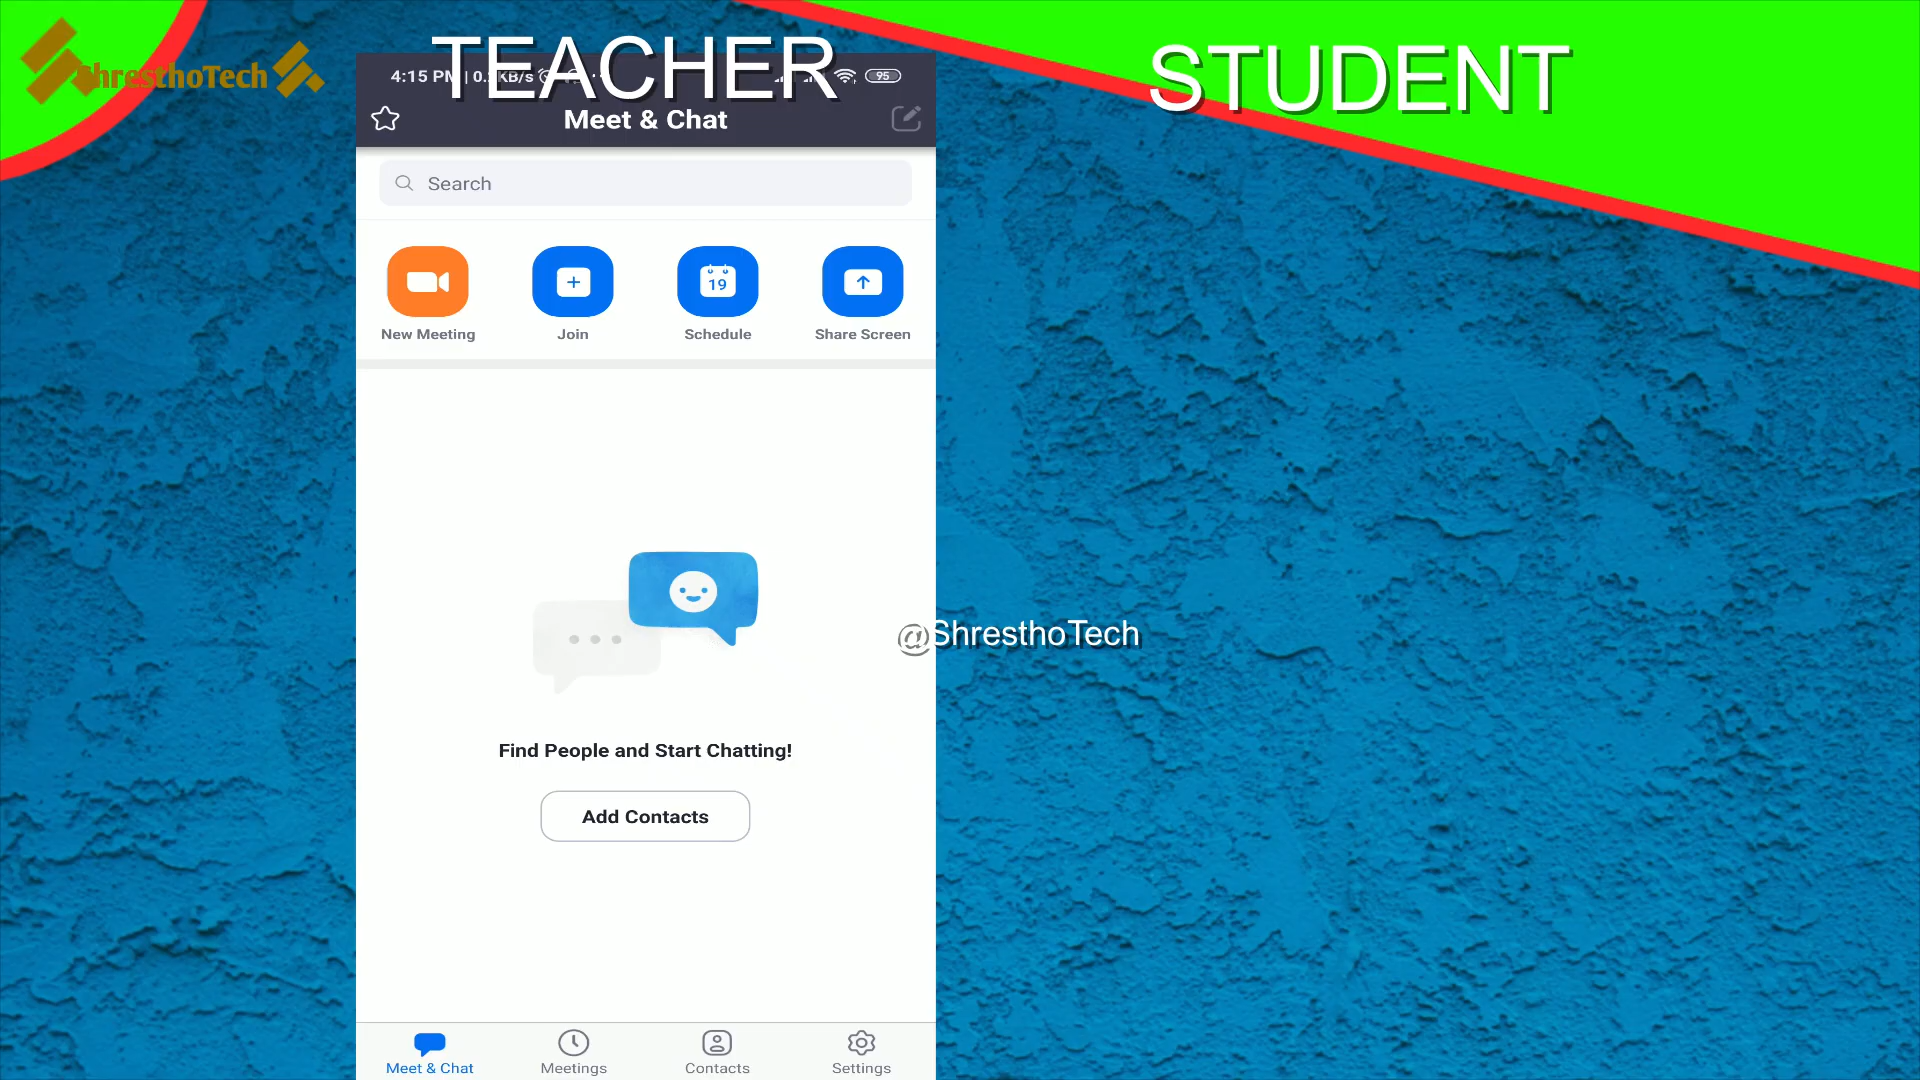 TEACHER
STUDENT
ShresthoTech
4:15 PM
Meet & Chat
95
Search
19
New Meeting
Join
Schedule
Share Screen
@ShresthoTech
Find People and Start Chatting!
Add Contacts
Meet & Chat
Meetings
Contacts
Settings